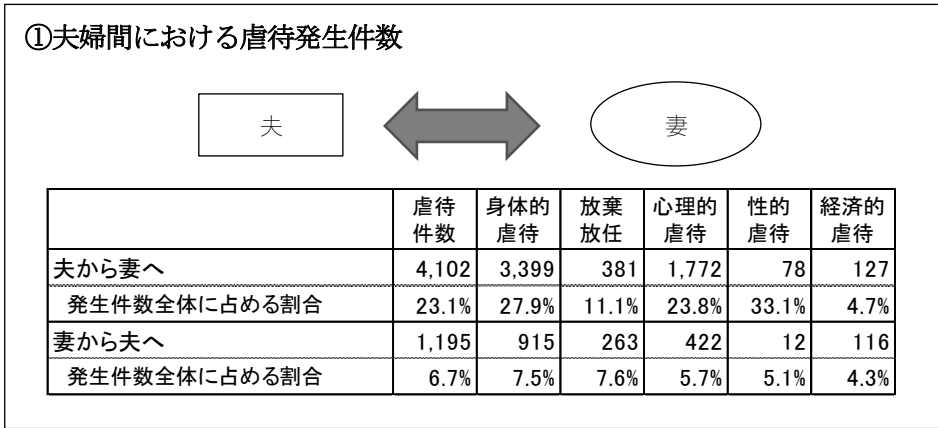 ①夫婦間における虐待発生件数
夫 妻
虐待件数 身体的虐待 放棄放任 心理的虐待 性的虐待 経済的虐待
夫から妻へ 4,102 3,399 381 1,772 78 127
発生件数全体に占める割合 23.1% 27.9% 11.1% 23.8% 33.1% 4.7%
妻から夫へ 1,195 915 263 422 12 116
発生件数全体に占める割合 6.7% 7.5% 7.6% 5.7% 5.1% 4.3%